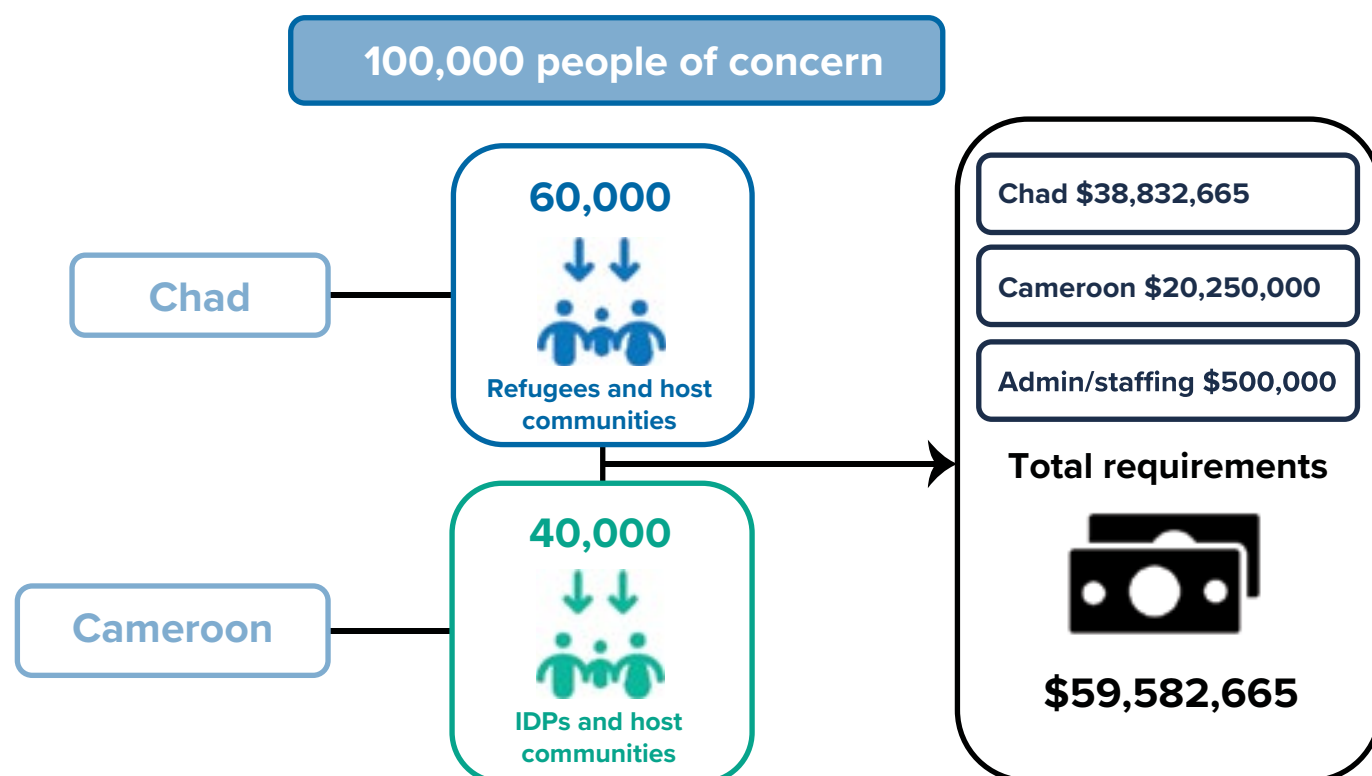 100,000 people of concern
Chad
60,000
Refugees and host
communities
Cameroon
40,000
IDPs and host
communities
Chad $38,832,665
Cameroon $20,250,000
Admin/staffing $500,000
Total requirements
$59,582,665